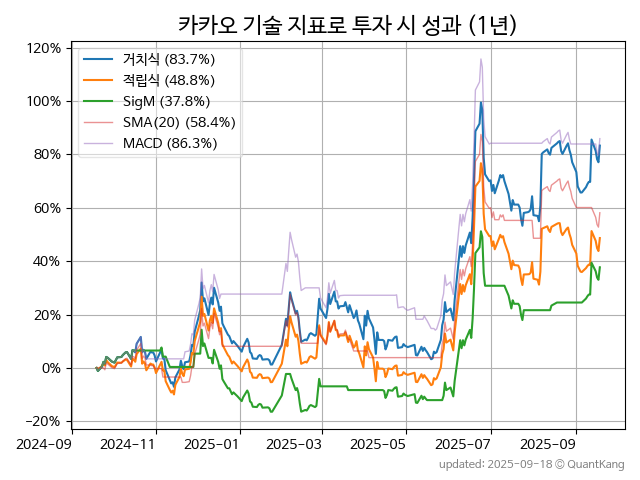 카카오 기술 지표로 투자 시 성과 (1년)
120%
100%
80%
60%
40%
20%
0%
−20%
거치식 (83.7%)
적립식 (48.8%)
SigM (37.8%)
SMA(20) (58.4%)
MACD (86.3%)
2024-09
2024-11
2025-01
2025-03
2025-05
2025-07
2025-09
updated: 2025-09-18 ⓒ QuantKang